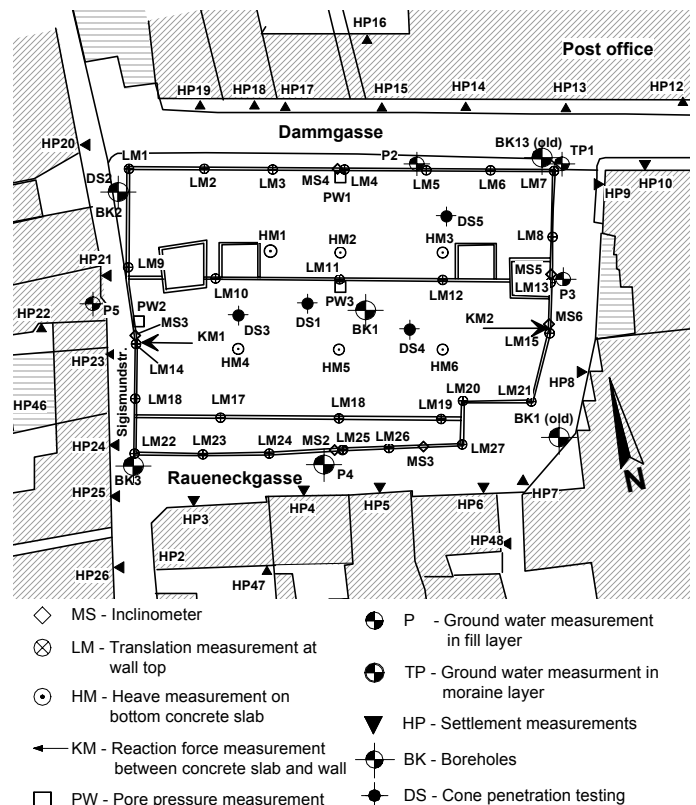 HP16
Post office
HP19
HP18
HP17
HP15
HP14
HP13
HP12
Dammgasse
HP20
BK13 (old)
P2
TP1
LM1
LM2
LM3
MS4
LM4
LM5
LM6
LM7
HP9
HP10
DS2
PW1
BK2
DS5
LM8
HM1
HM2
HM3
HP21
LM9
MS5
LM10
LM11
LM12
LM13
P3
P5
PW2
PW3
HP22
MS3
DS3
DS1
BK1
DS4
KM2
MS6
KM1
LM15
HP23
LM14
HM4
HM5
HM6
HP8
HP46
Sigismundstr.
LM18
LM17
LM18
LM19
LM20
LM21
BK1 (old)
HP24
LM22
LM23
LM24
MS2
LM25
LM26
MS3
LM27
N
BK3
Raueneckgasse
P4
HP25
HP3
HP4
HP5
HP6
HP7
HP2
HP48
HP26
HP47
MS - Inclinometer
LM - Translation measurement at
wall top
HM - Heave measurement on
bottom concrete slab
KM - Reaction force measurement
between concrete slab and wall
PW - Pore pressure measurement
P - Ground water measurement
in fill layer
TP - Ground water measurment in
moraine layer
HP - Settlement measurements
BK - Boreholes
DS - Cone penetration testing